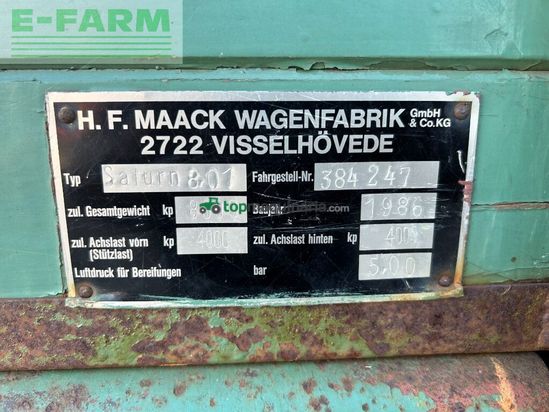 E-FARM
H. F. MAACK WAGENFABRIK GmbH & Co.KG
2722 VISSELHÖVEDE
Typ Saturn 801 Fahrgestell-Nr. 384 247
zul. Gesamtgewicht kp Baujahr 1986
zul. Achslast vorn kp 4000 zul. Achslast hinten kp 400
(Stützlast)
Luftdruck für Bereifungen bar 5,00